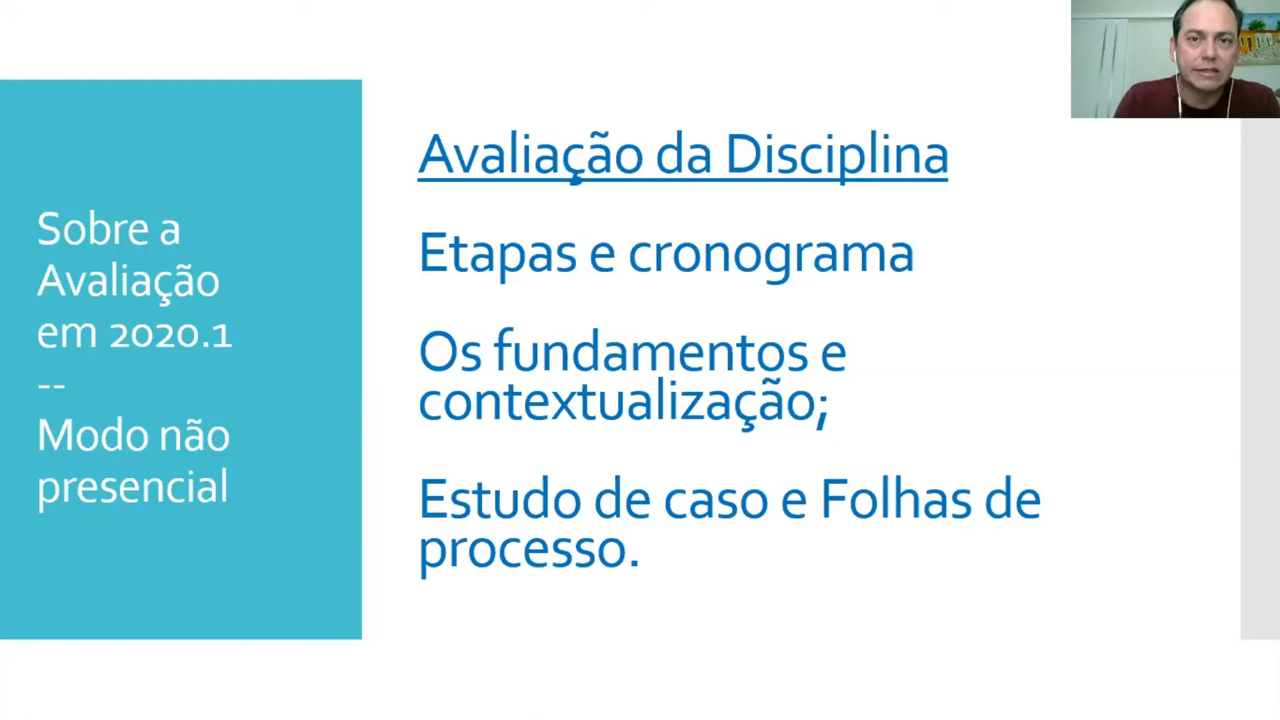 Sobre a
Avaliação
em 2020.1
--
Modo não
presencial
Avaliação da Disciplina
Etapas e cronograma
Os fundamentos e
contextualização;
Estudo de caso e Folhas de
processo.